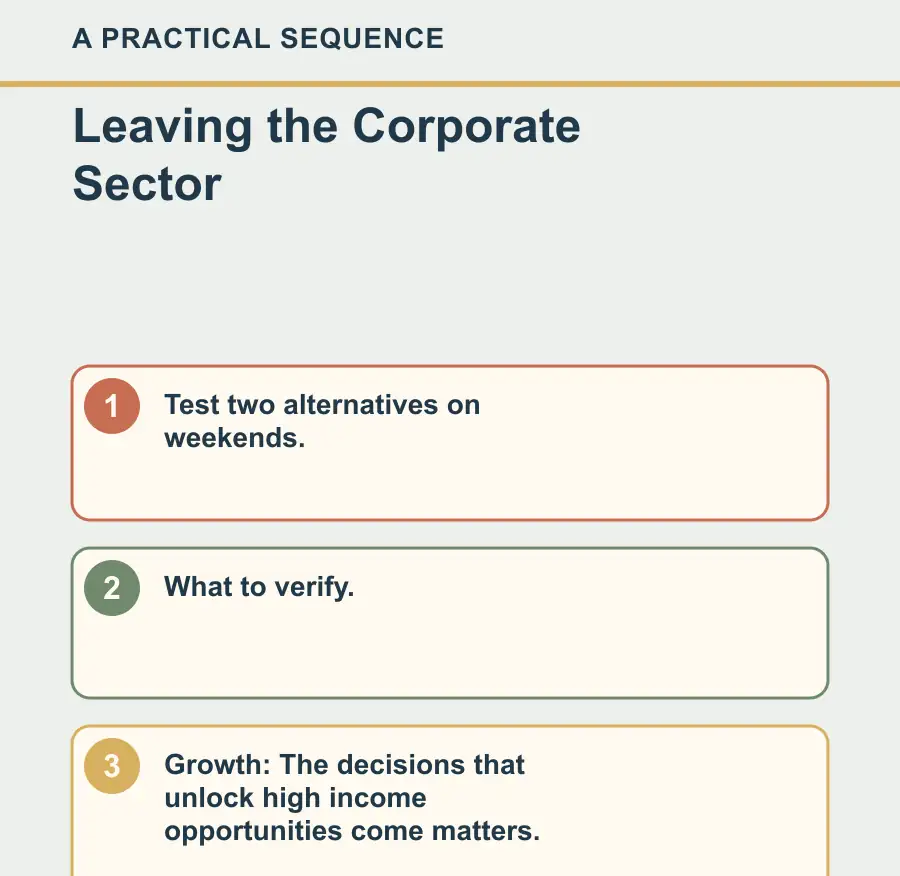 A PRACTICAL SEQUENCE
Leaving the Corporate
Sector
1
Test two alternatives on
weekends.
2
What to verify.
3
Growth: The decisions that
unlock high income
opportunities come matters.